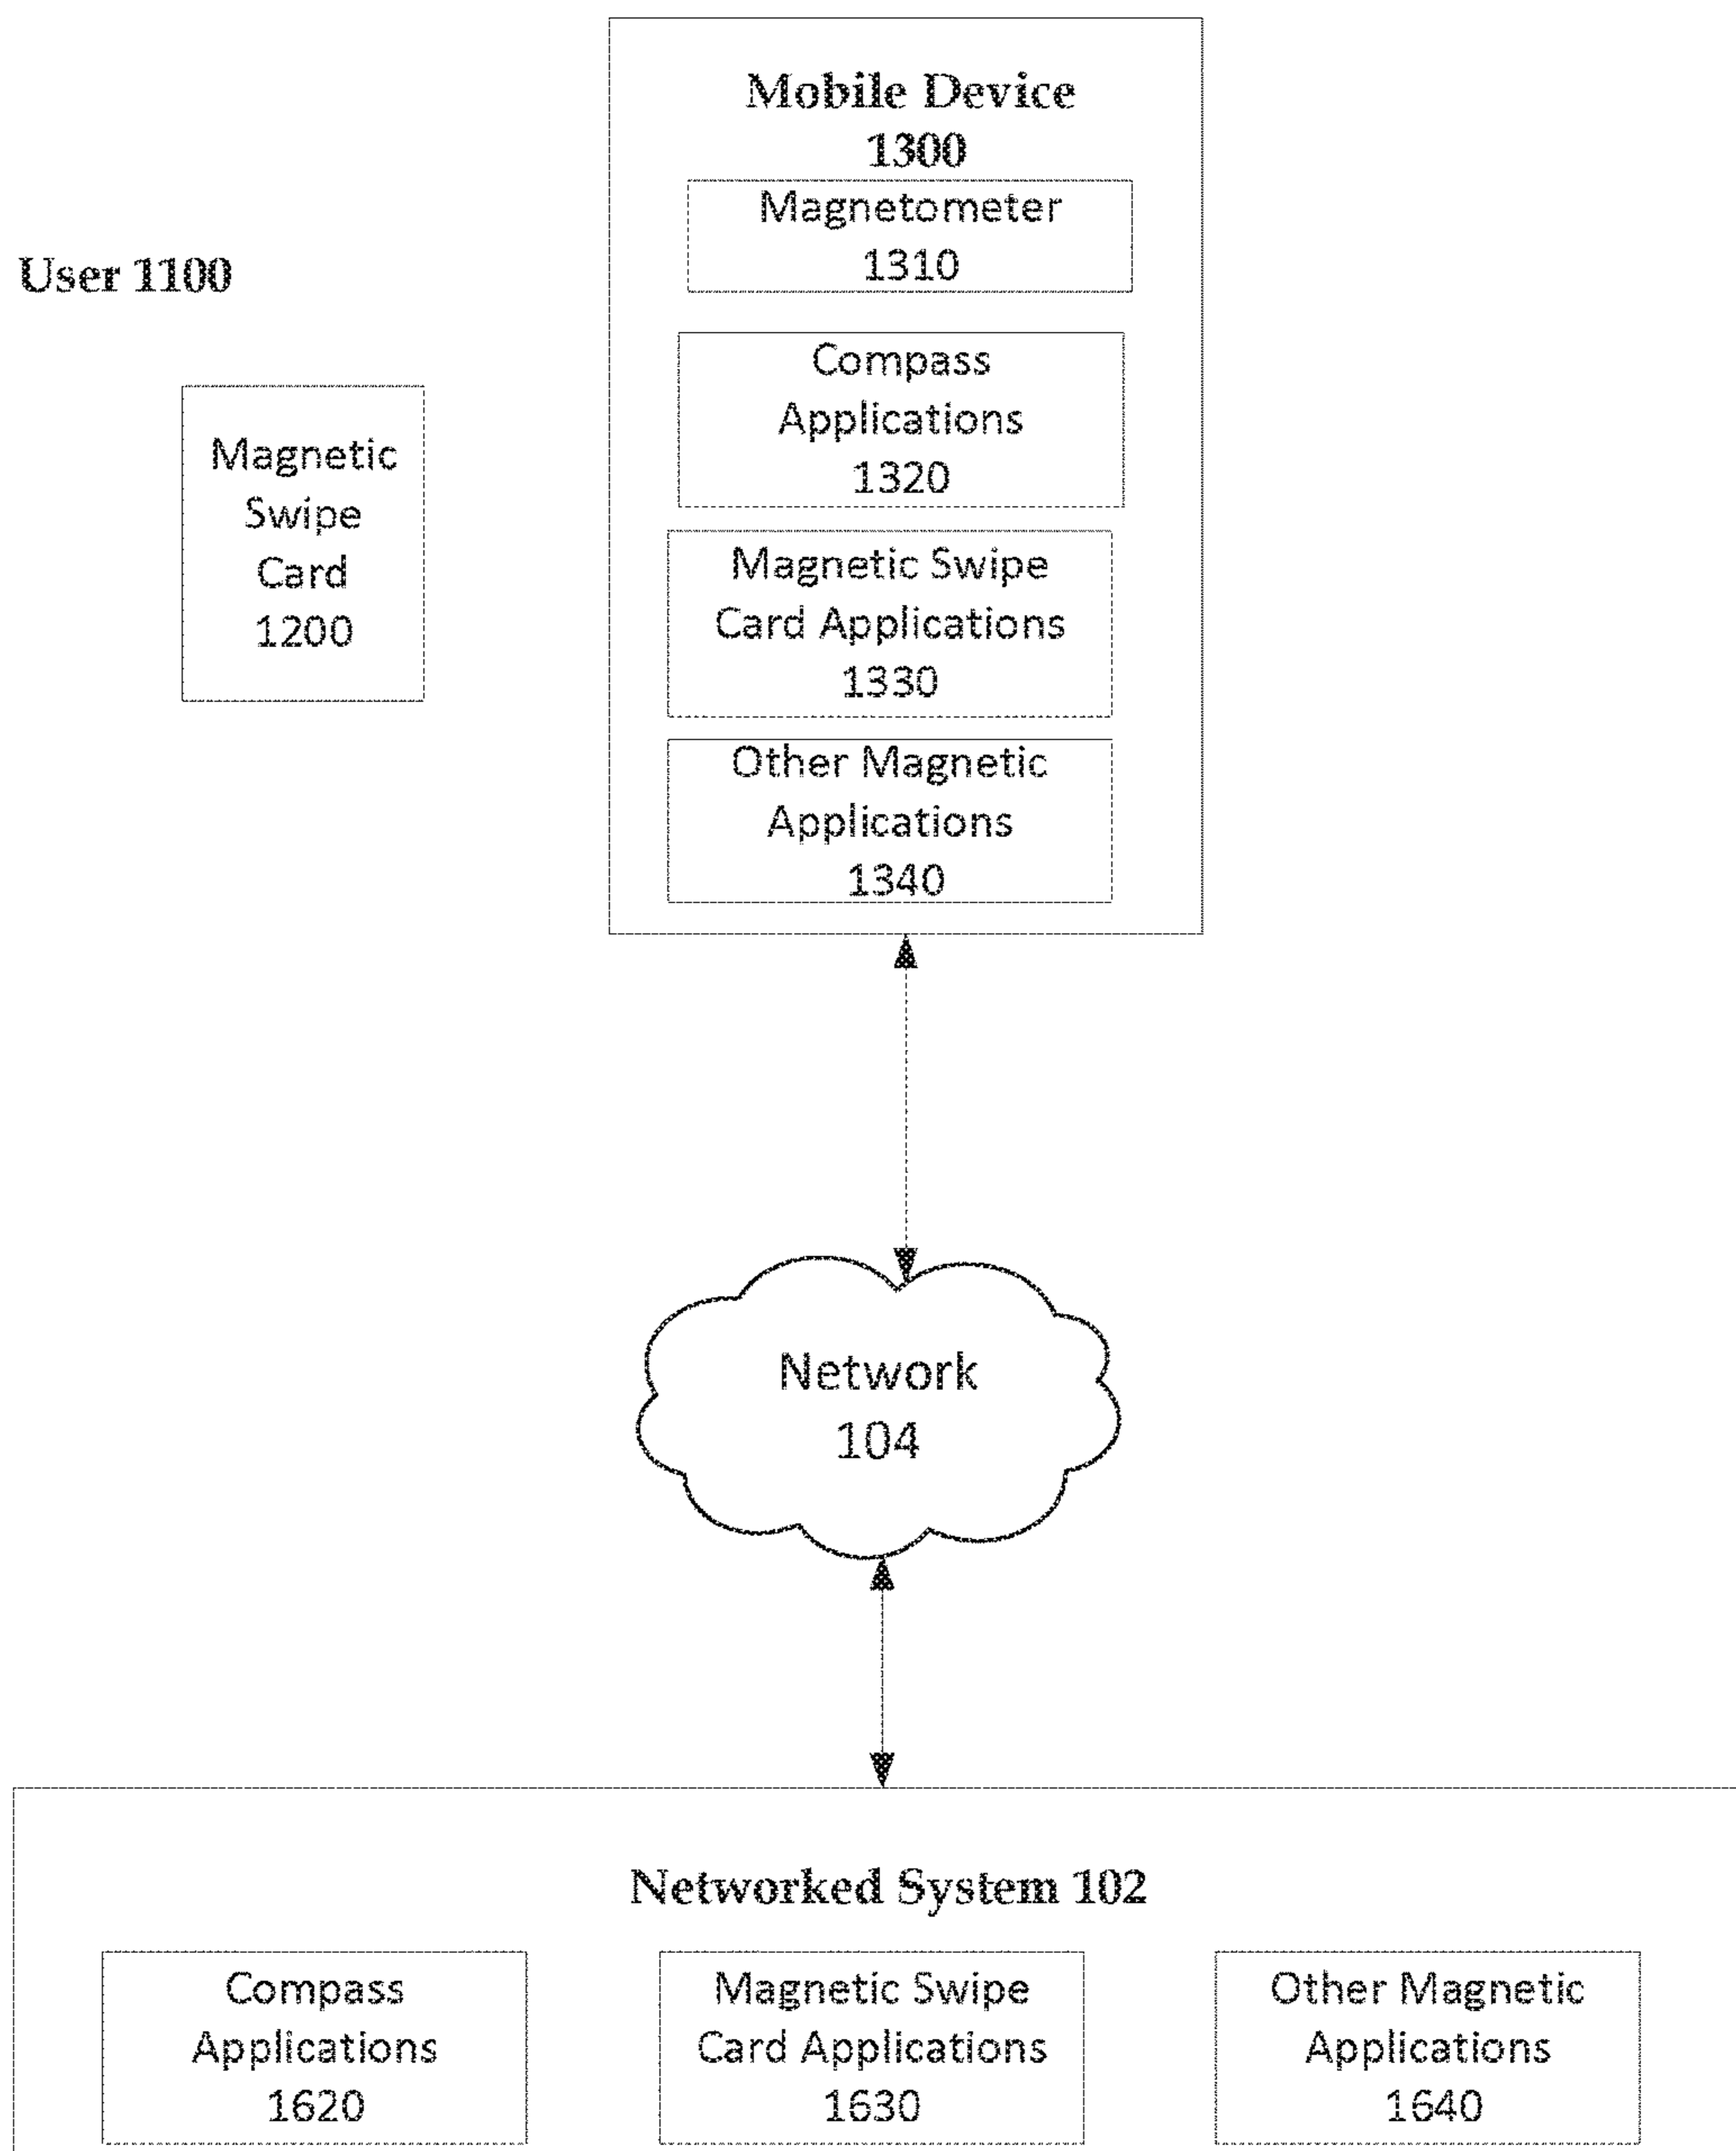 Mobile Device
1300
Magnetometer
1310
User 1100
Compass
Applications
1320
Magnetic
Swipe
Card
1200
Magnetic Swipe
Card Applications
1330
Other Magnetic
Applications
1340
Network
104
Networked System 102
Compass
Applications
1620
Magnetic Swipe
Card Applications
1630
Other Magnetic
Applications
1640